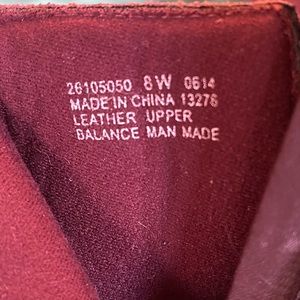 26105050 8W 0614
MADE IN CHINA 13276
LEATHER UPPER
BALANCE MAN MADE